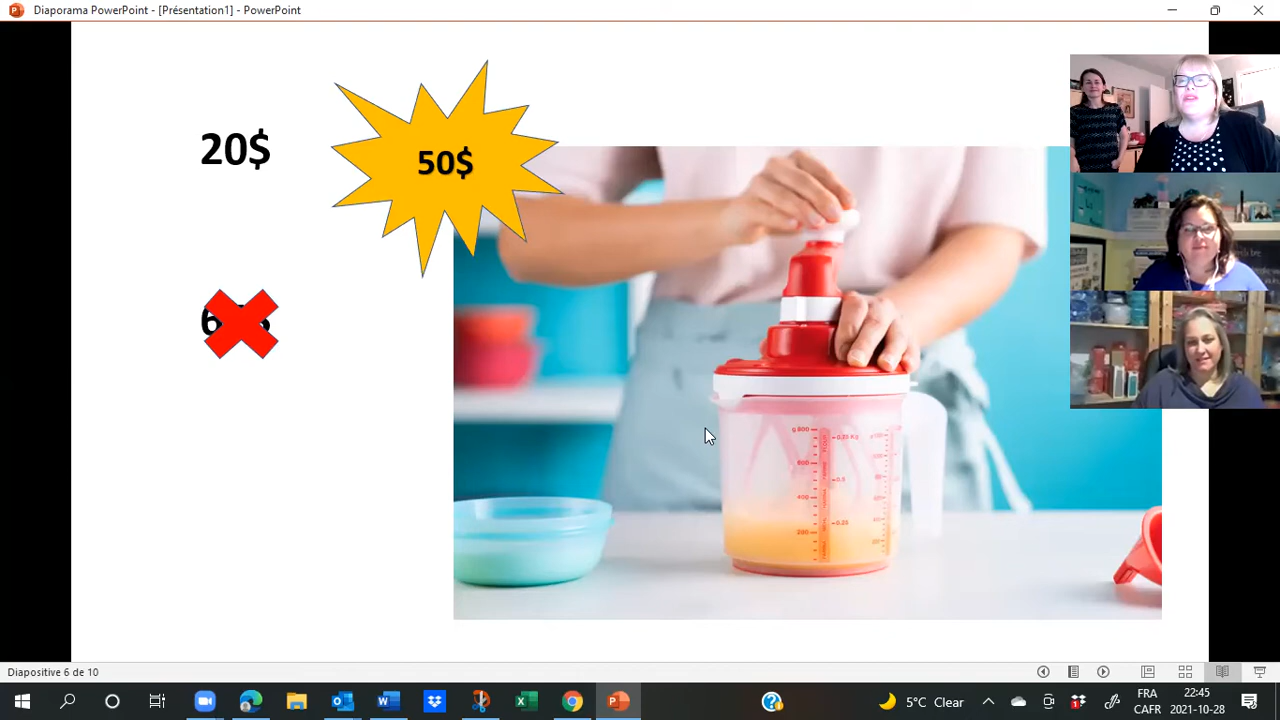 Diaporama PowerPoint - [Présentation1] - PowerPoint
20$
50$
Diapositive 6 de 10
5°C Clear
FRA
CAFR
22:45
2021-10-28